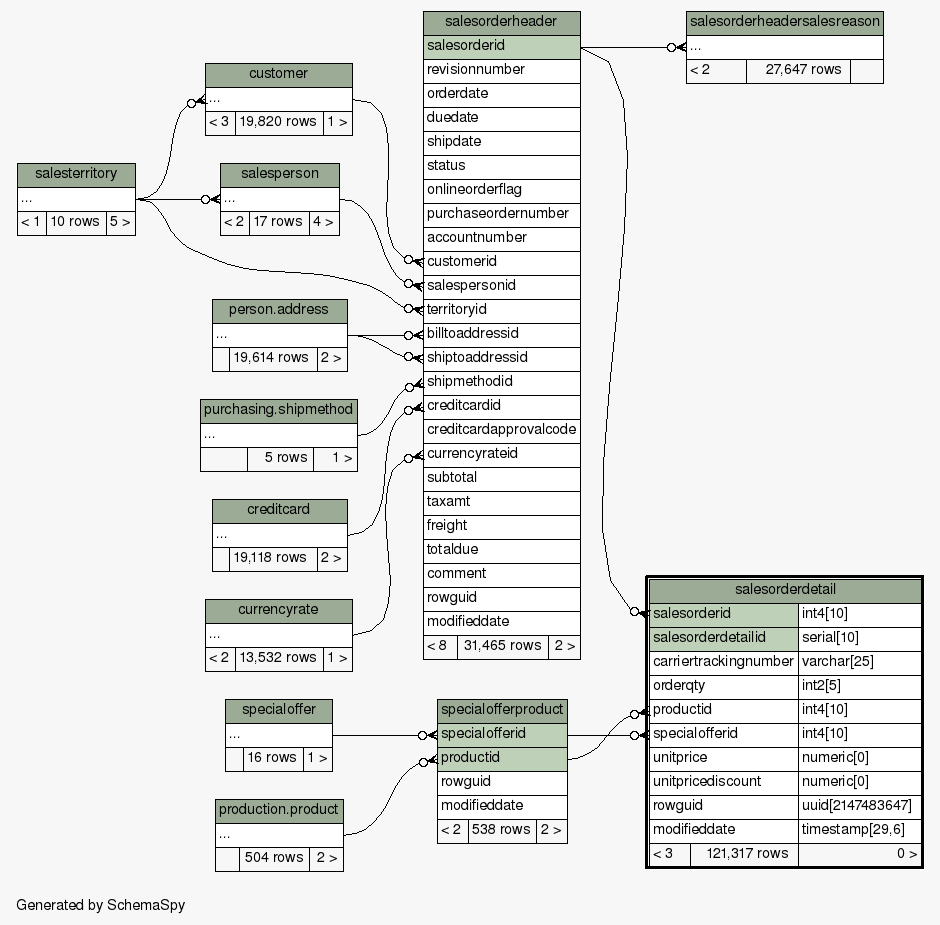 salesorderheader
salesorderid
revisionnumber
orderdate
duedate
shipdate
status
onlineorderflag
purchaseordernumber
accountnumber
customerid
salespersonid
territoryid
billtoaddressid
shiptoaddressid
shipmethodid
creditcardid
creditcardapprovalcode
currencyrateid
subtotal
taxamt
freight
totaldue
comment
rowguid
modifieddate
< 8 31,465 rows 2 >
salesorderheadersalesreason
...
< 2 27,647 rows
customer
...
< 3 19,820 rows 1 >
salesterritory
...
< 1 10 rows 5 >
salesperson
...
< 2 17 rows 4 >
person.address
...
19,614 rows 2 >
purchasing.shipmethod
...
5 rows 1 >
creditcard
...
19,118 rows 2 >
currencyrate
...
< 2 13,532 rows 1 >
specialoffer
...
16 rows 1 >
production.product
...
504 rows 2 >
specialofferproduct
specialofferid
productid
rowguid
modifieddate
< 2 538 rows 2 >
salesorderdetail
salesorderid int4[10]
salesorderdetailid serial[10]
carriertrackingnumber varchar[25]
orderqty int2[5]
productid int4[10]
specialofferid int4[10]
unitprice numeric[0]
unitpricediscount numeric[0]
rowguid uuid[2147483647]
modifieddate timestamp[29,6]
< 3 121,317 rows 0 >
Generated by SchemaSpy